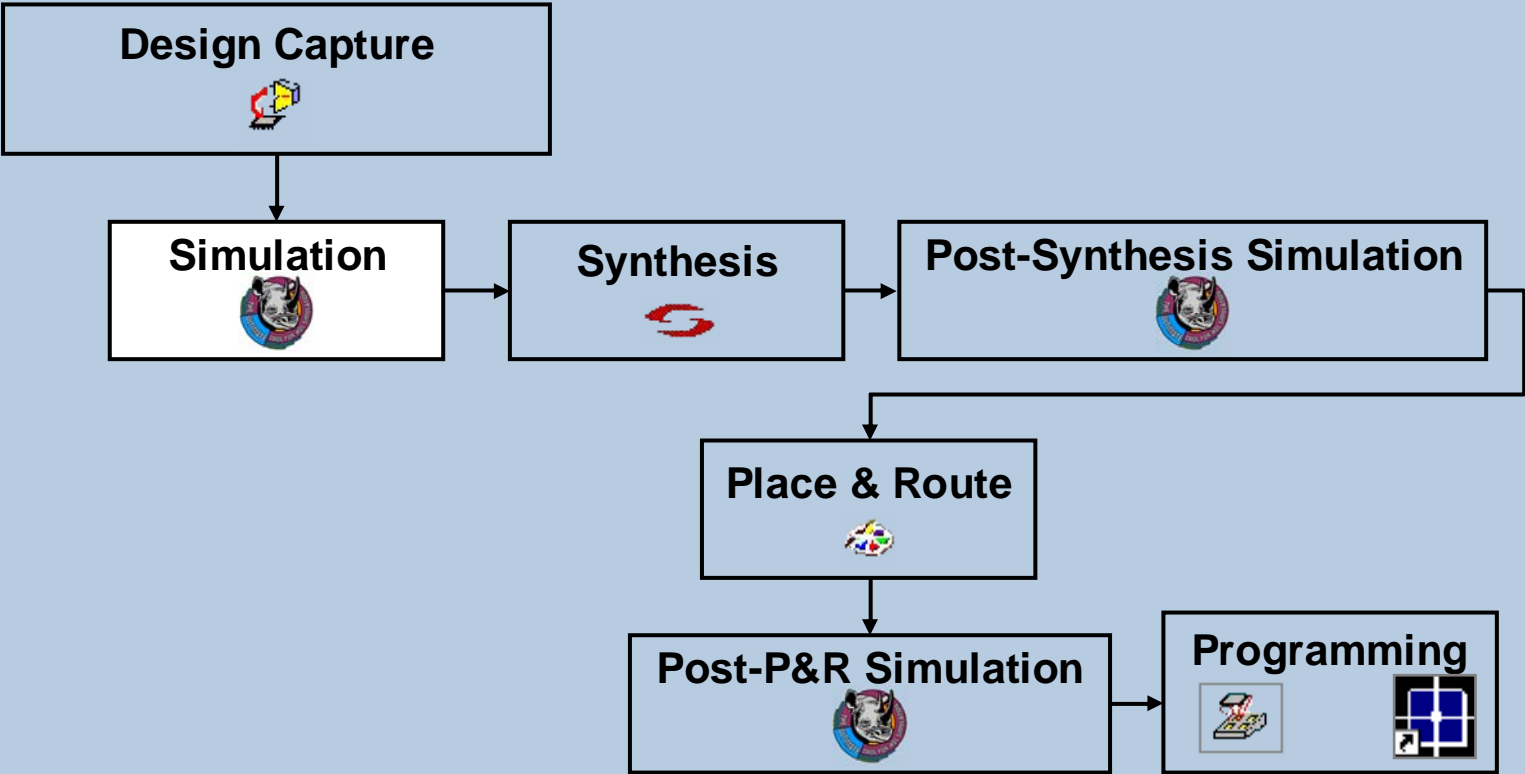 Design Capture
Simulation
Synthesis
Post-Synthesis Simulation
Place & Route
Post-P&R Simulation
Programming